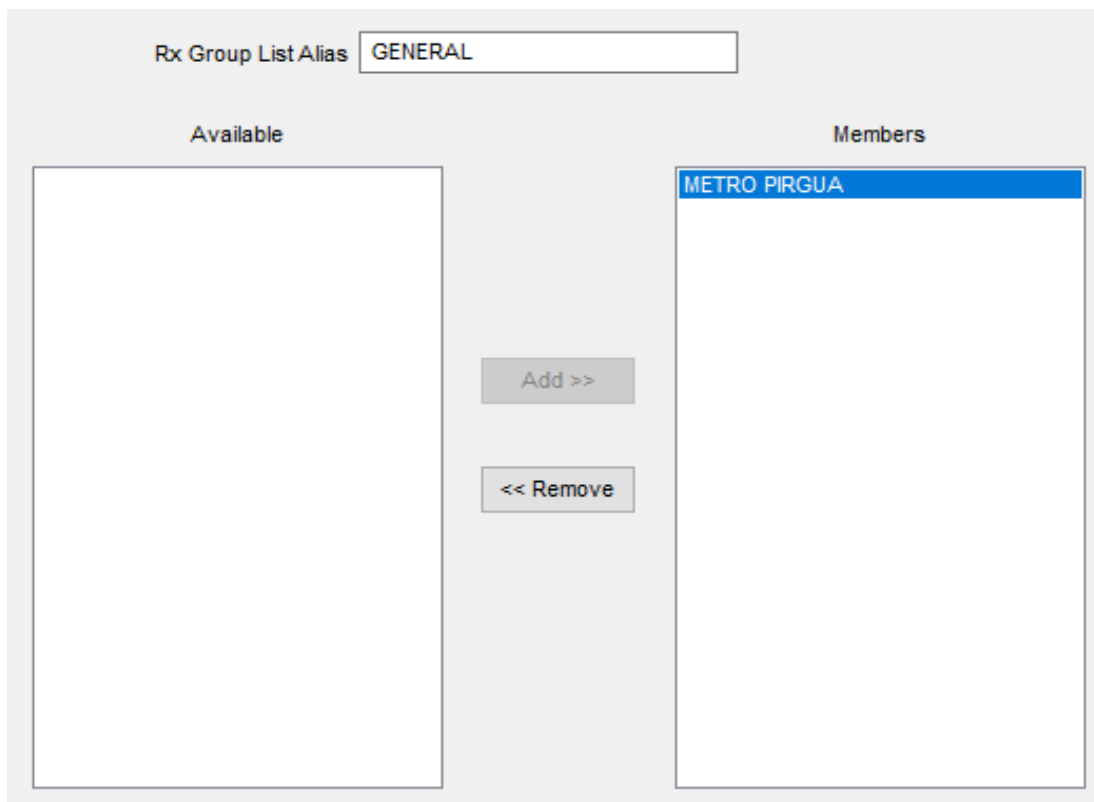 Rx Group List Alias GENERAL
Available Members
METRO PIRGUA
Add >>
<< Remove